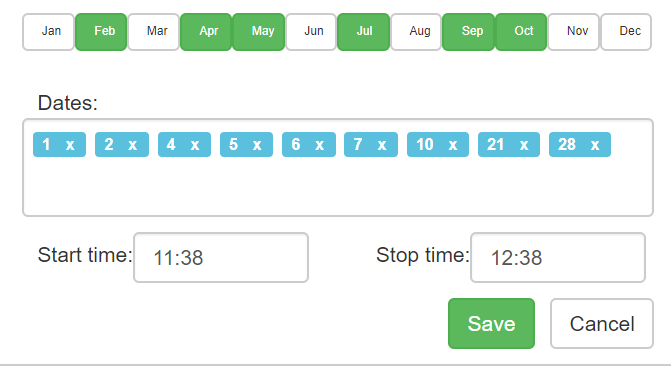 Jan Feb Mar Apr May Jun Jul Aug Sep Oct Nov Dec
Dates:
1 x 2 x 4 x 5 x 6 x 7 x 10 x 21 x 28 x
Start time: 11:38 Stop time: 12:38
Save Cancel